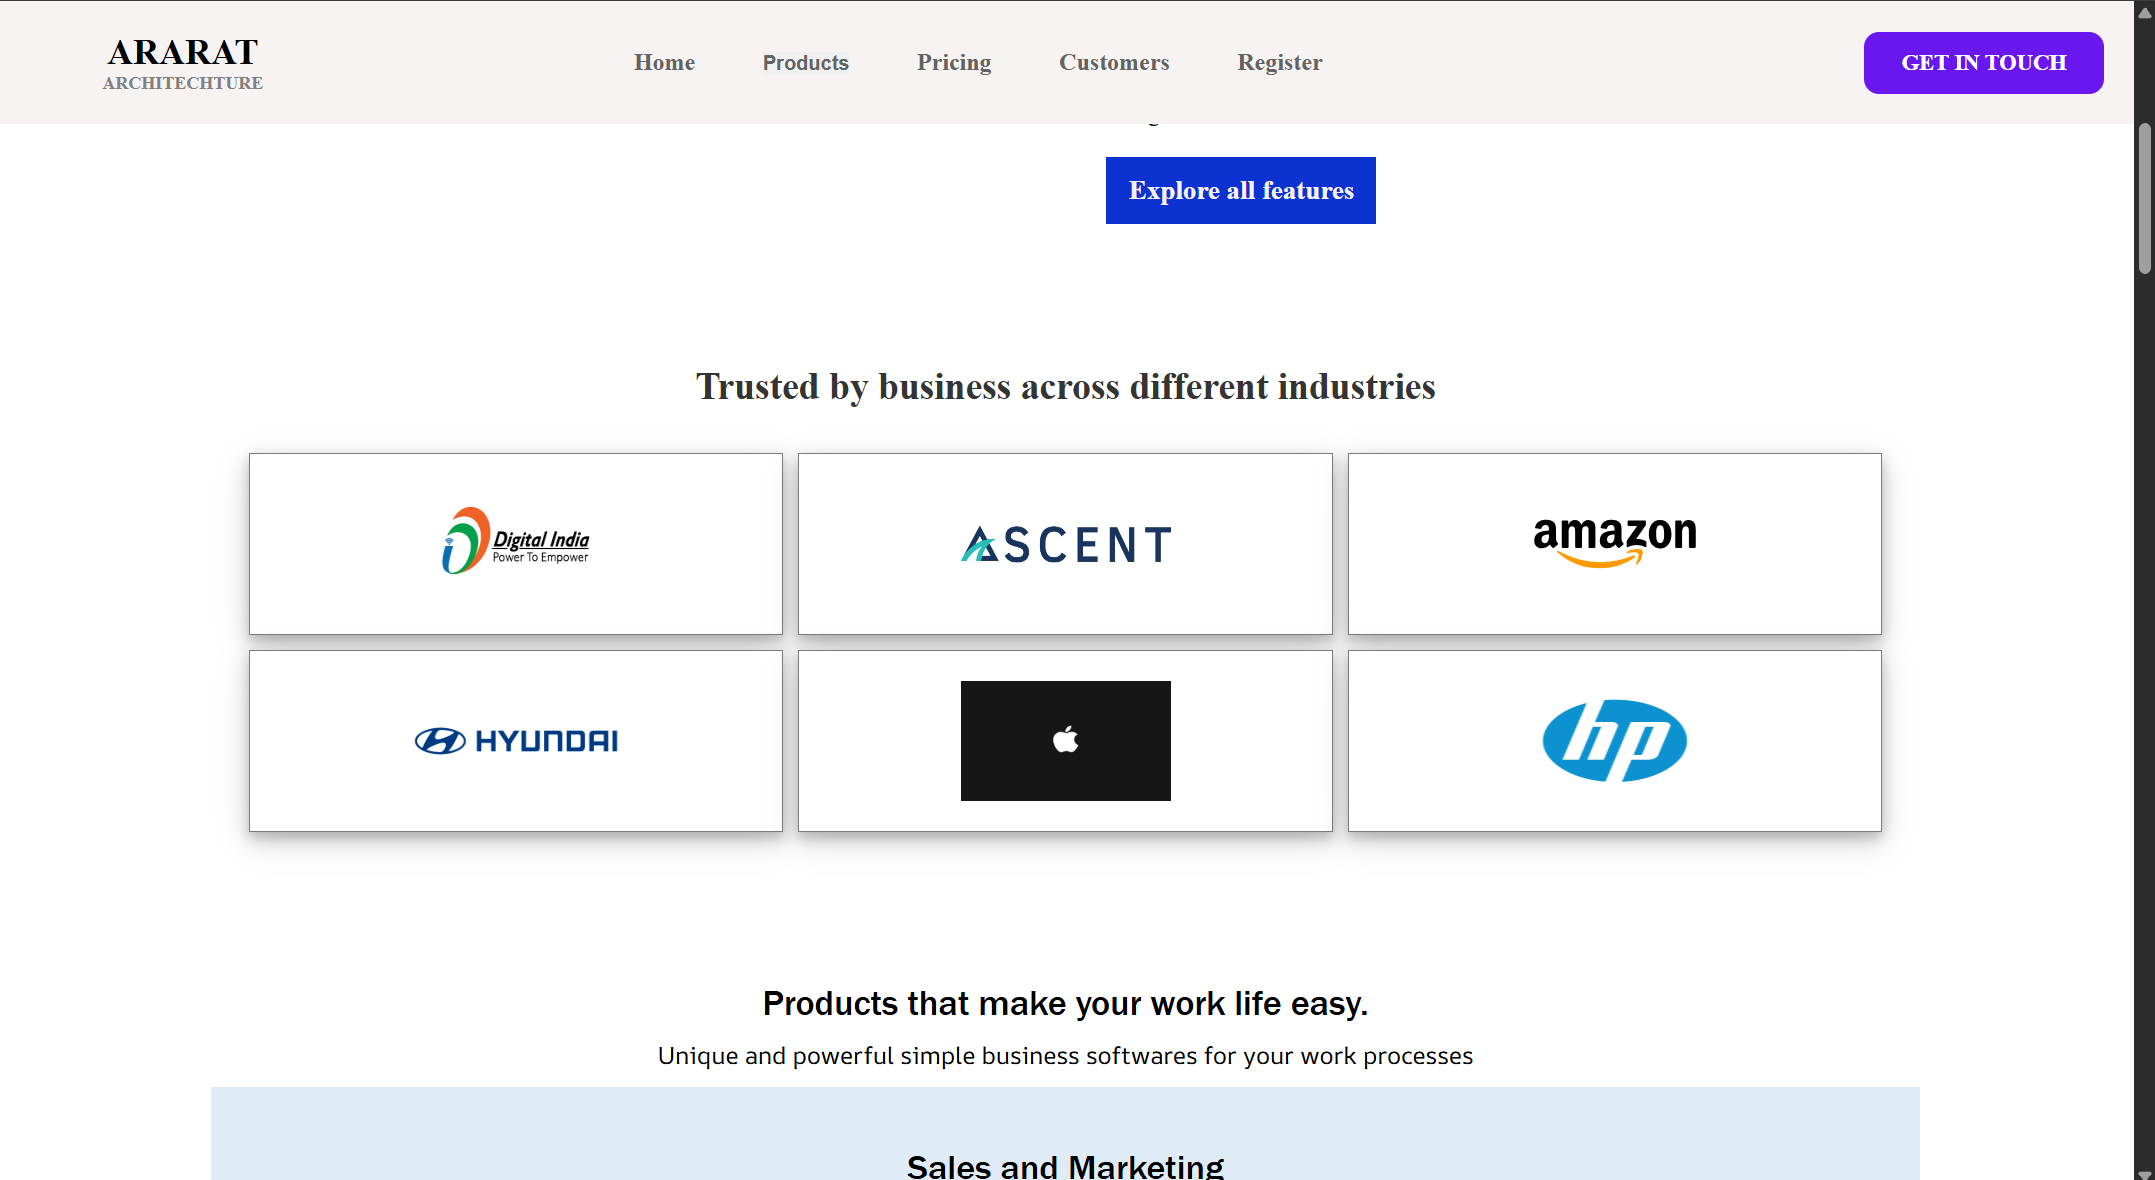 ARARAT
ARCHITECHTURE
Home
Products
Pricing
Customers
Register
GET IN TOUCH
Explore all features
Trusted by business across different industries
Digital India
Power To Empower
ASCENT
amazon
HYUNDAI
hp
Products that make your work life easy.
Unique and powerful simple business softwares for your work processes
Sales and Marketing